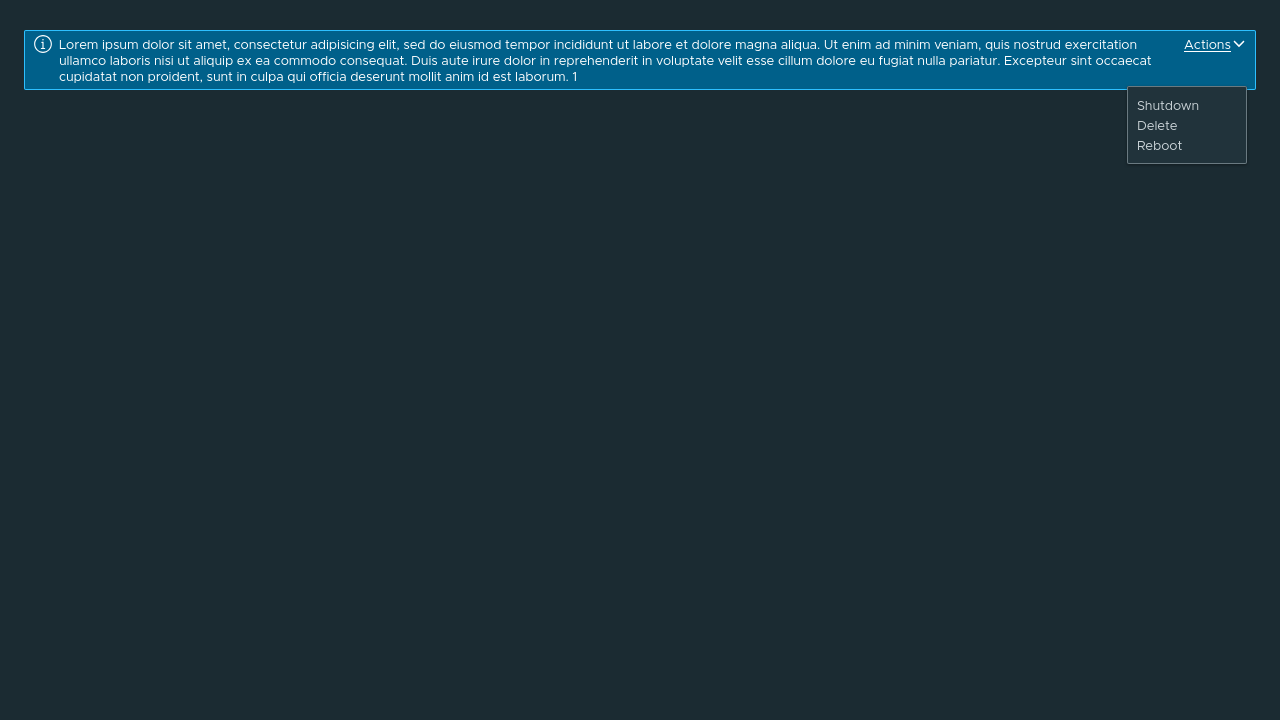 Lorem ipsum dolor sit amet, consectetur adipisicing elit, sed do eiusmod tempor incididunt ut labore et dolore magna aliqua. Ut enim ad minim veniam, quis nostrud exercitation
ullamco laboris nisi ut aliquip ex ea commodo consequat. Duis aute irure dolor in reprehenderit in voluptate velit esse cillum dolore eu fugiat nulla pariatur. Excepteur sint occaecat
cupidatat non proident, sunt in culpa qui officia deserunt mollit anim id est laborum. 1
Actions
Shutdown
Delete
Reboot